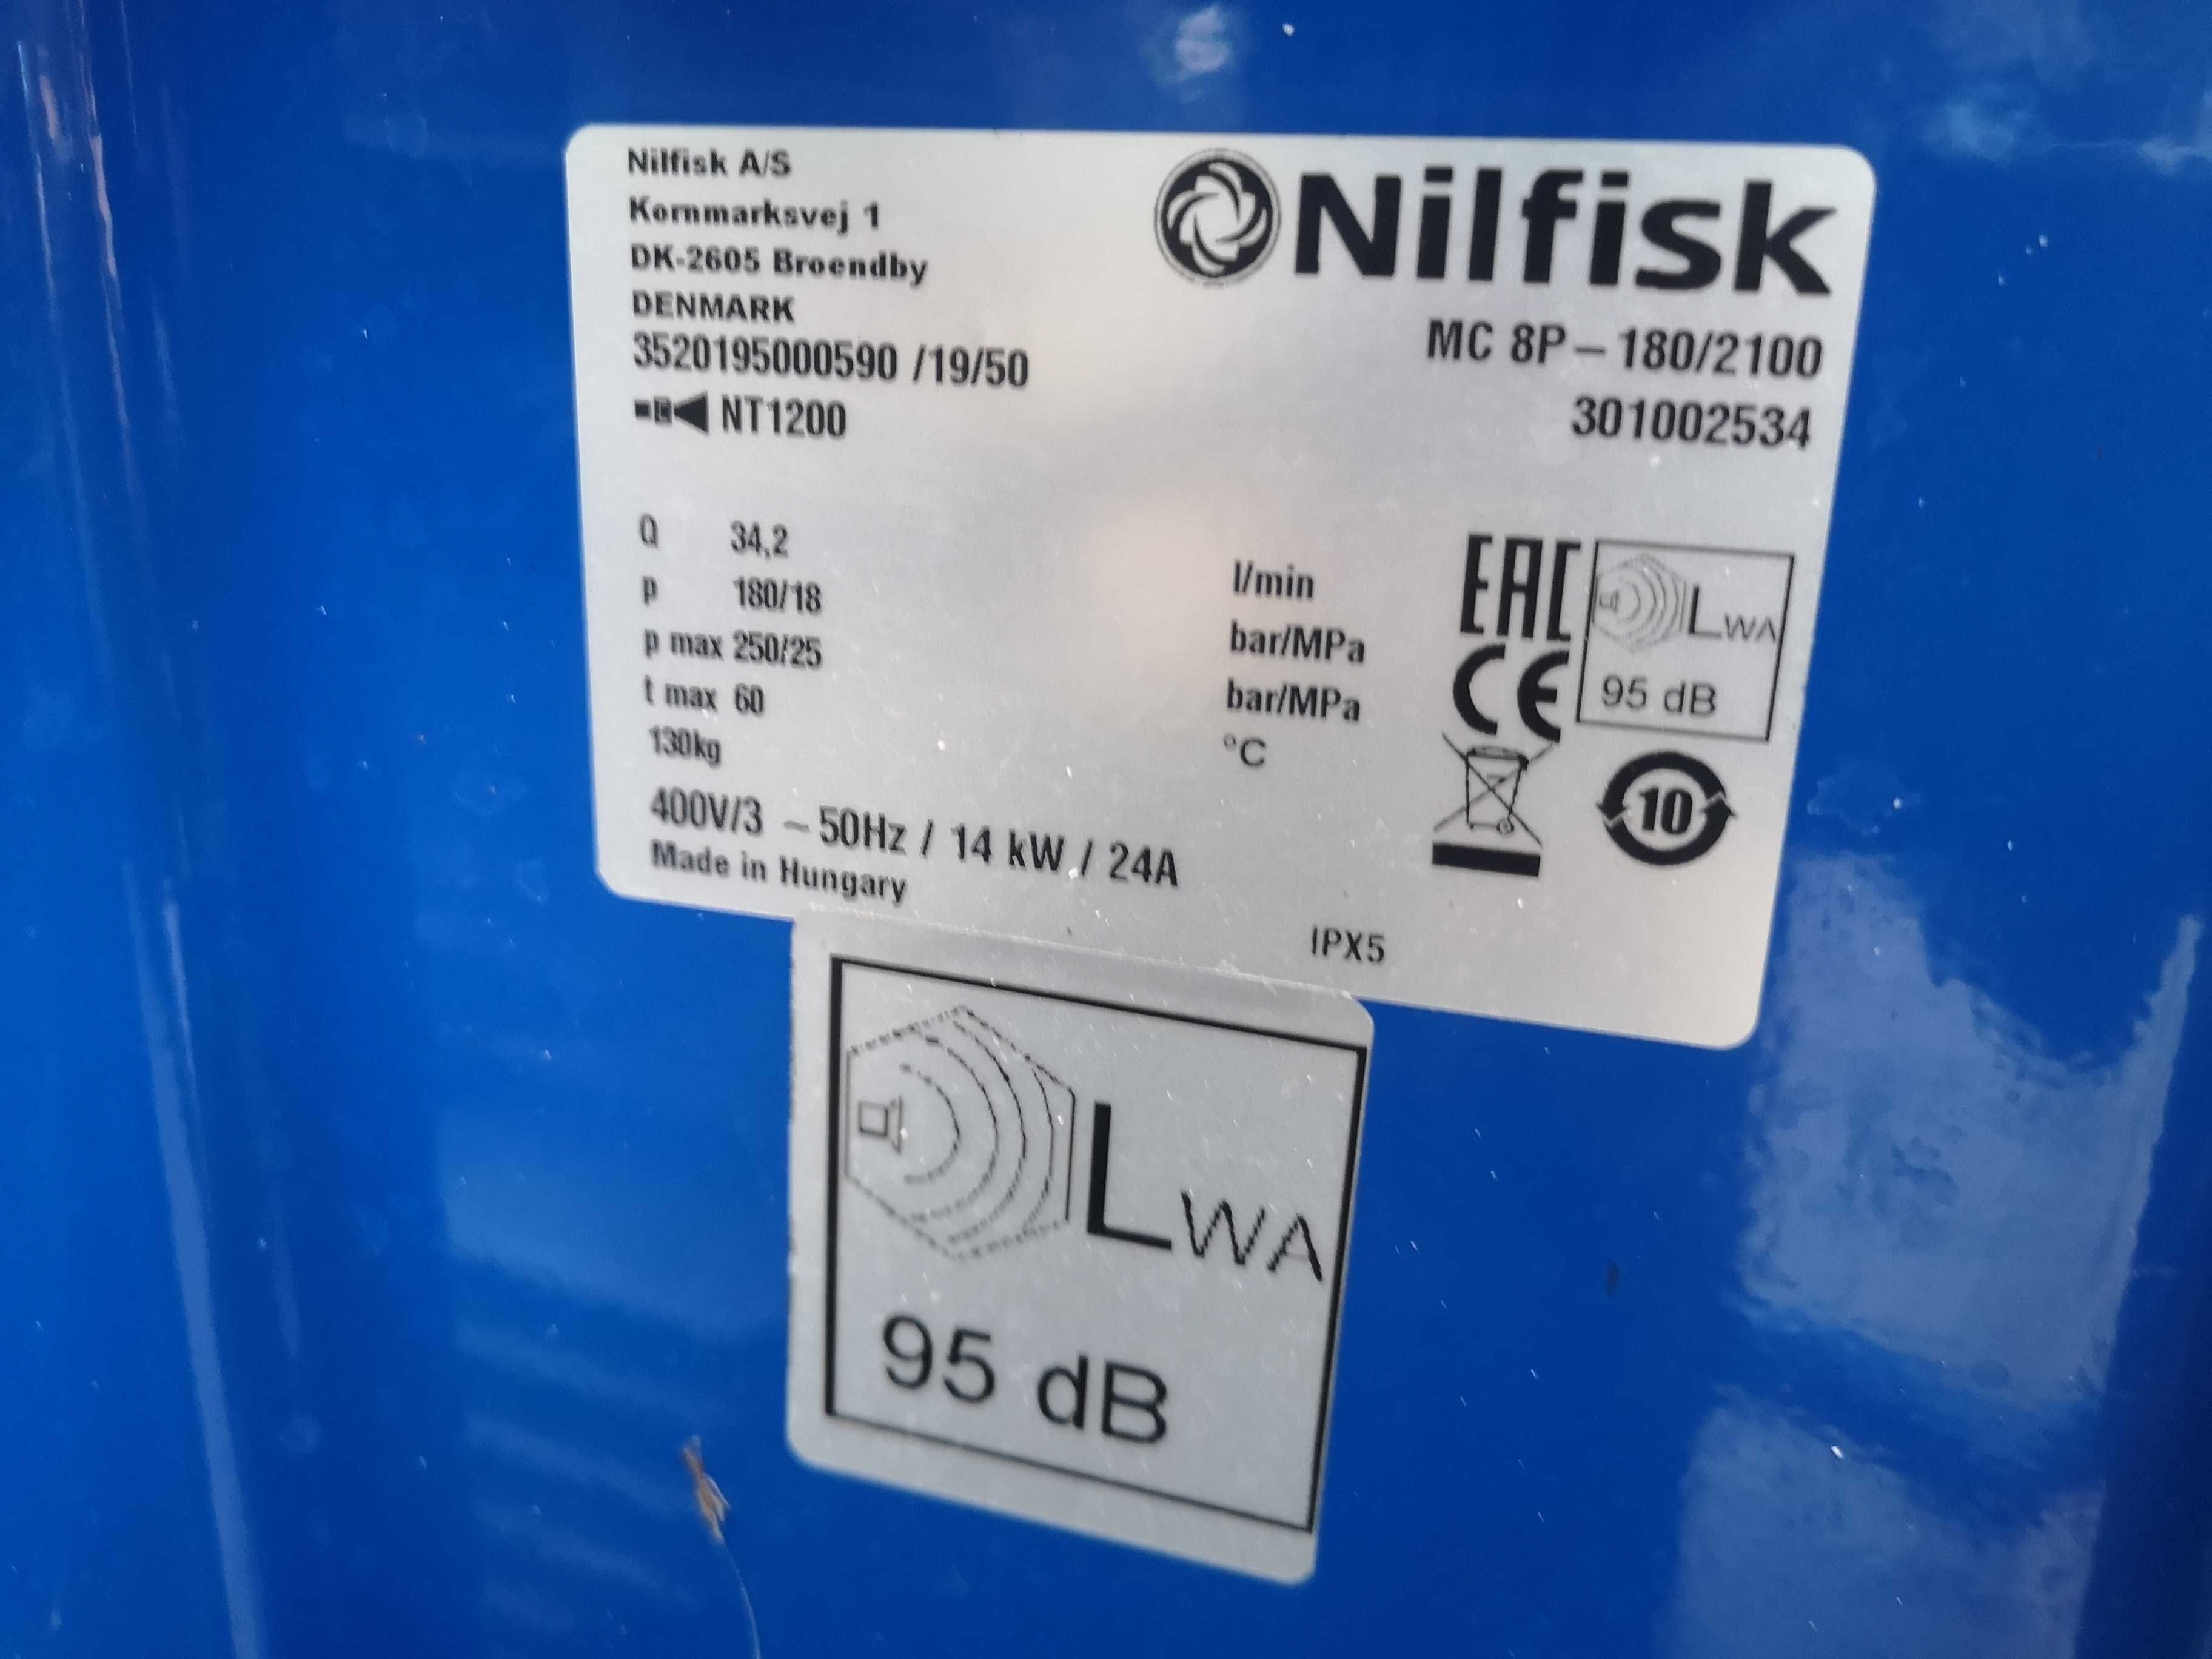 Nilfisk A/S
Kornmarksvej 1
DK-2605 Broendby
DENMARK
3520195000590 /19/50
NT1200
Nilfisk
MC 8P – 180/2100
301002534
Q 34,2 l/min
p 180/18 bar/MPa
p max 250/25 bar/MPa
t max 60 °C
130kg
400V/3 ~ 50Hz / 14 kW / 24A
Made in Hungary
IPX5
EAC
CE
LWA
95 dB
10
LWA
95 dB